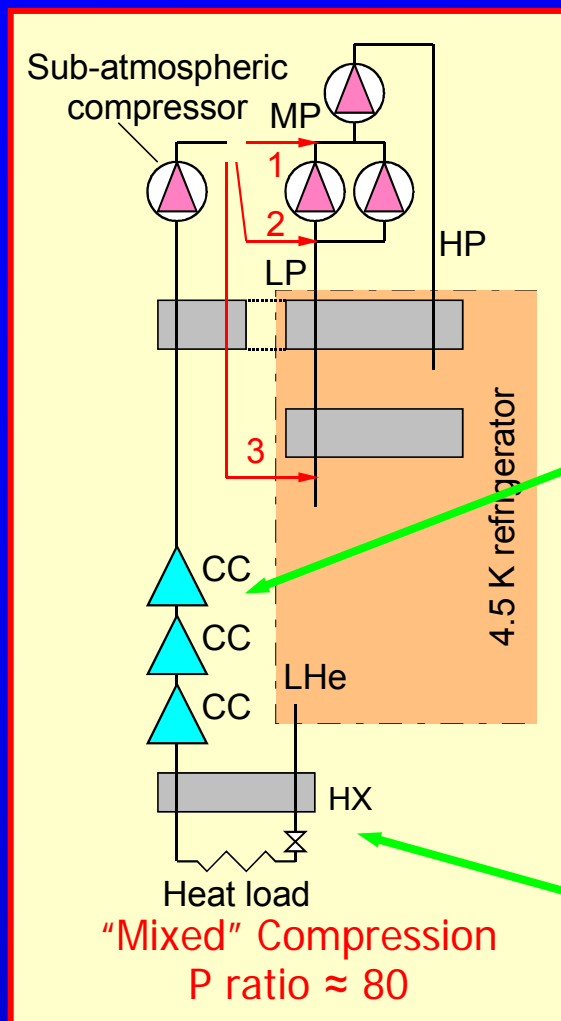 Sub-atmospheric
compressor
MP
1
2
LP
HP
3
4.5 K refrigerator
CC
CC
CC
LHe
HX
Heat load
“Mixed” Compression
P ratio ≈ 80